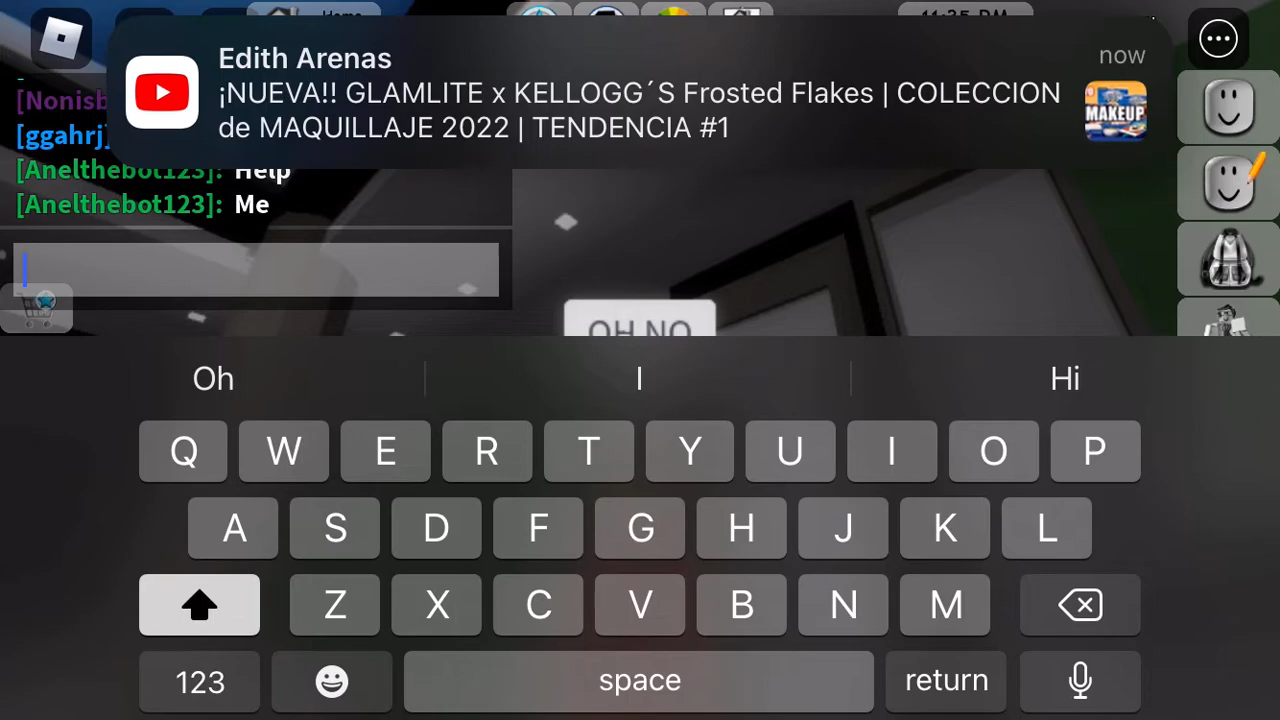 Edith Arenas
now
¡NUEVA!! GLAMLITE x KELLOGG´S Frosted Flakes | COLECCION
de MAQUILLAJE 2022 | TENDENCIA #1
MAKEUP
[Nonisb
[ggahrj]
[Anelthebot123]: Help
[Anelthebot123]: Me
OH NO
Oh I Hi
Q W E R T Y U I O P
A S D F G H J K L
Z X C V B N M
123 space return